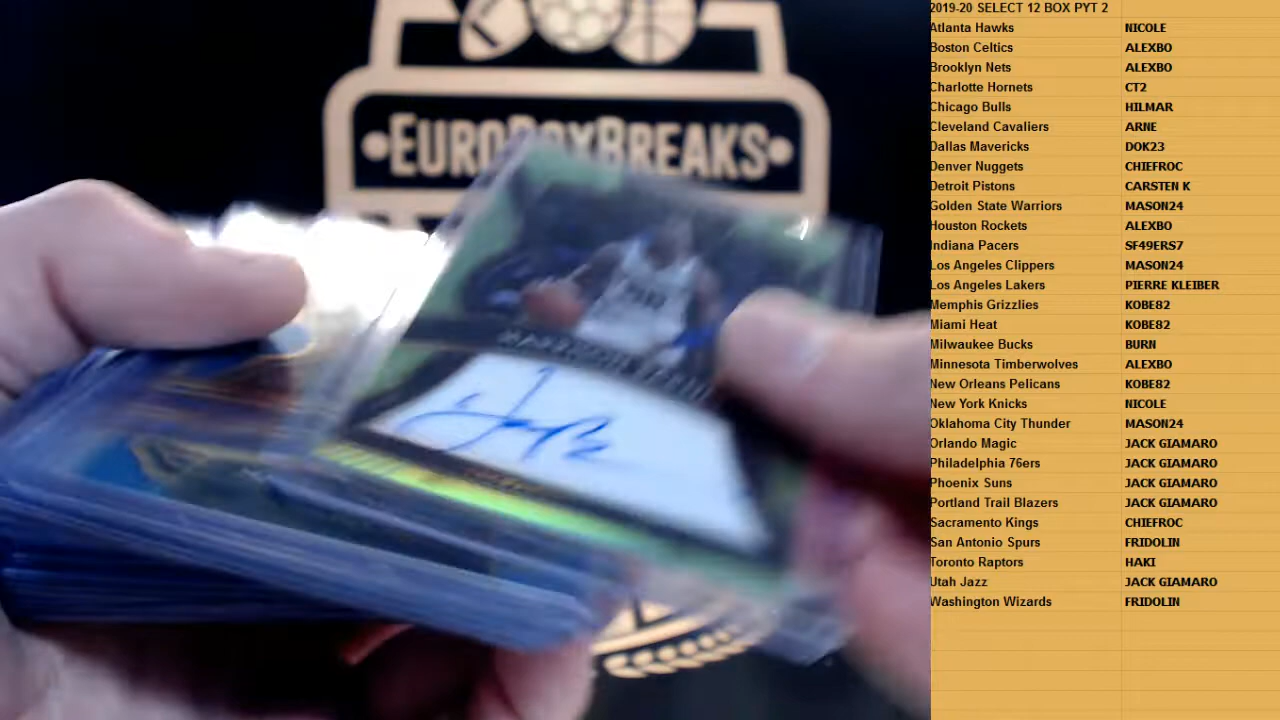 EUROBOXBREAKS
2019-20 SELECT 12 BOX PYT 2
Atlanta Hawks NICOLE
Boston Celtics ALEXBO
Brooklyn Nets ALEXBO
Charlotte Hornets CT2
Chicago Bulls HILMAR
Cleveland Cavaliers ARNE
Dallas Mavericks DOK23
Denver Nuggets CHIEFROC
Detroit Pistons CARSTEN K
Golden State Warriors MASON24
Houston Rockets ALEXBO
Indiana Pacers SF49ERS7
Los Angeles Clippers MASON24
Los Angeles Lakers PIERRE KLEIBER
Memphis Grizzlies KOBE82
Miami Heat KOBE82
Milwaukee Bucks BURN
Minnesota Timberwolves ALEXBO
New Orleans Pelicans KOBE82
New York Knicks NICOLE
Oklahoma City Thunder MASON24
Orlando Magic JACK GIAMARO
Philadelphia 76ers JACK GIAMARO
Phoenix Suns JACK GIAMARO
Portland Trail Blazers JACK GIAMARO
Sacramento Kings CHIEFROC
San Antonio Spurs FRIDOLIN
Toronto Raptors HAKI
Utah Jazz JACK GIAMARO
Washington Wizards FRIDOLIN